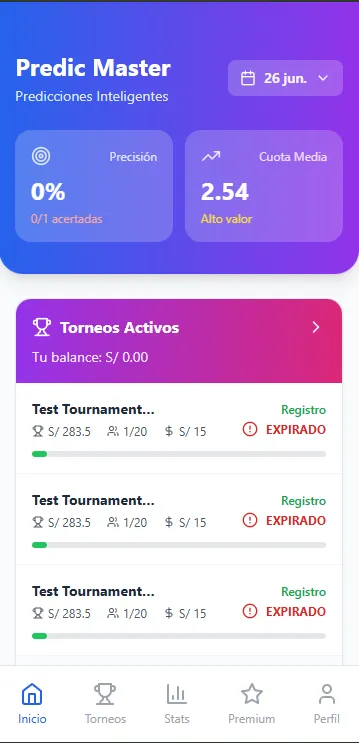 Predic Master
Predicciones Inteligentes
26 jun.
Precisión
0%
0/1 acertadas
Cuota Media
2.54
Alto valor
Torneos Activos
Tu balance: S/ 0.00
Test Tournament...
Registro
S/ 283.5 1/20 $ S/ 15
EXPIRADO
Test Tournament...
Registro
S/ 283.5 1/20 $ S/ 15
EXPIRADO
Test Tournament...
Registro
S/ 283.5 1/20 $ S/ 15
EXPIRADO
Inicio Torneos Stats Premium Perfil